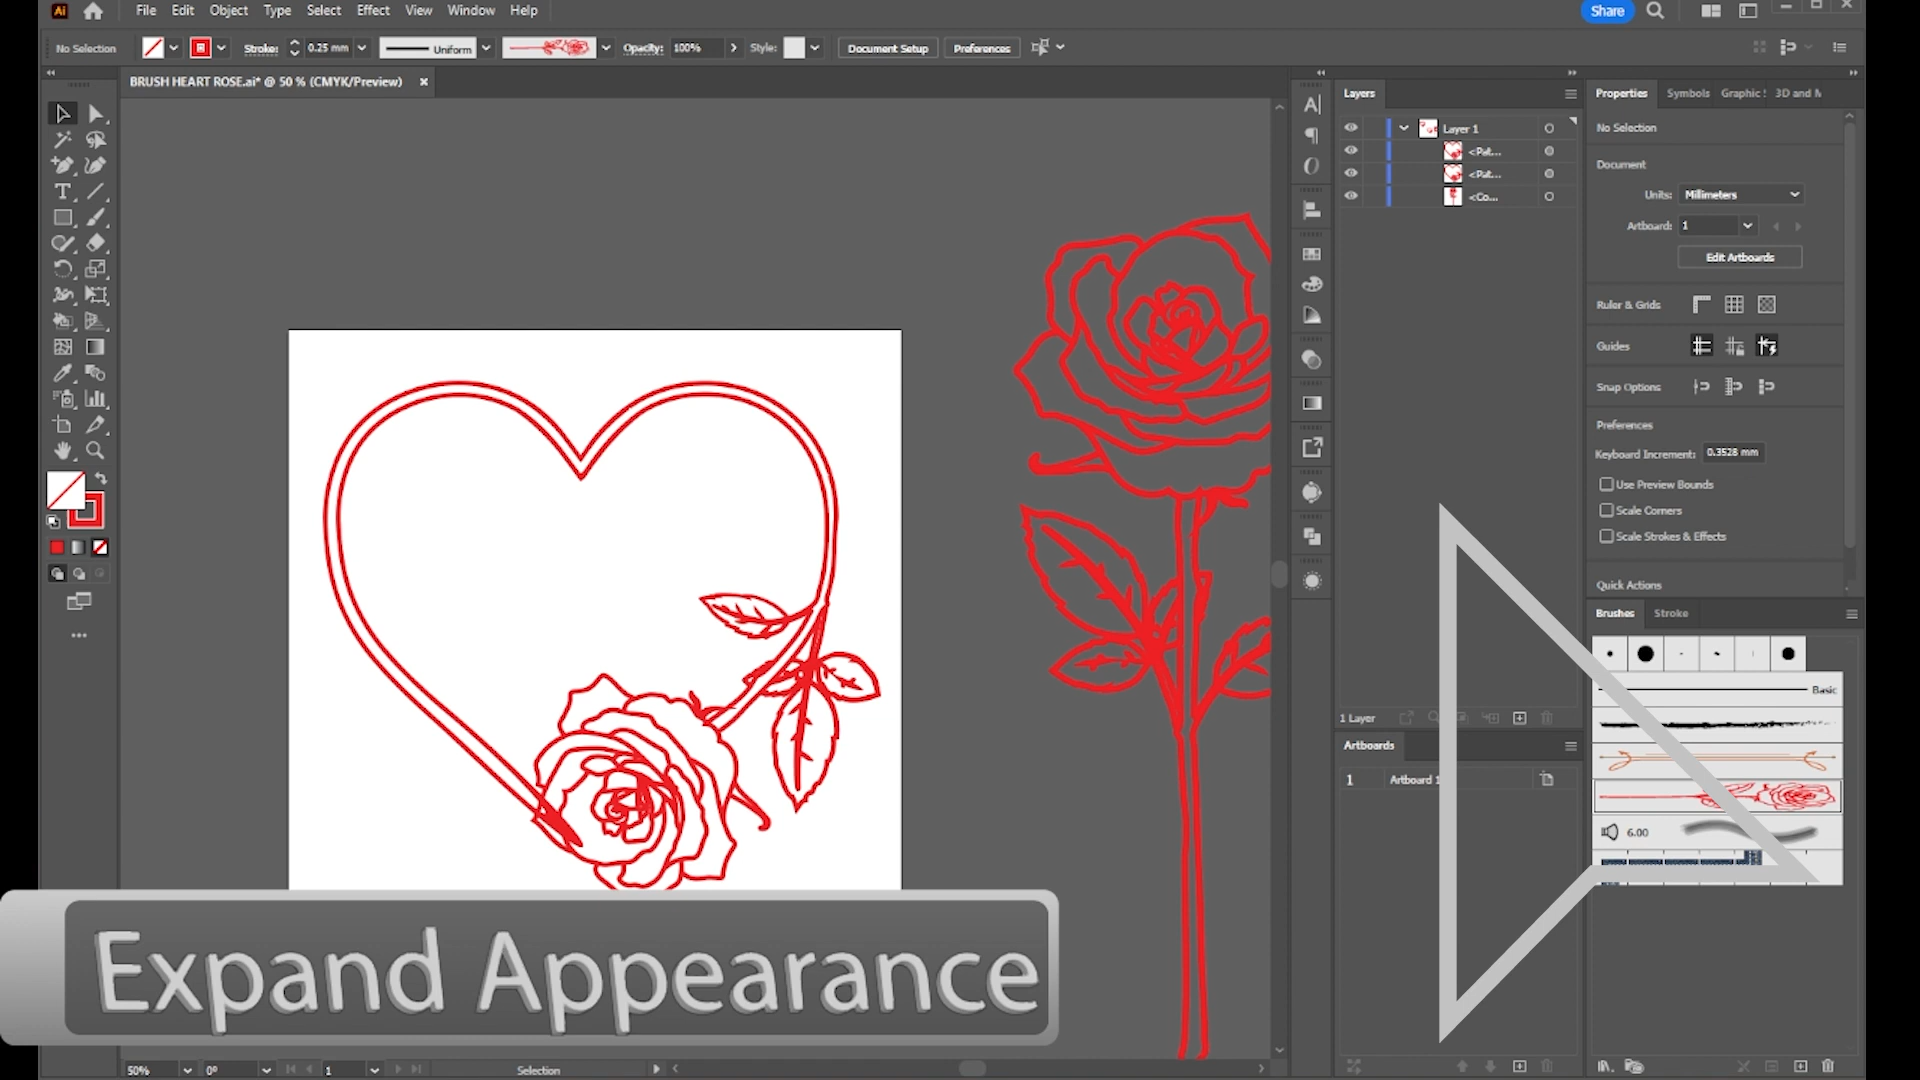 Ai File Edit Object Type Select Effect View Window Help Share
No Selection Stroke: 0.25 mm Uniform Opacity: 100% Style: Document Setup Preferences
BRUSH HEART ROSE.ai* @ 50 % (CMYK/Preview)
Layers
Layer 1
<Pat...
<Pat...
<Co...
1 Layer
Artboards
1 Artboard 1
Properties Symbols Graphic 3D and M
No Selection
Document
Units: Millimeters
Artboard: 1
Edit Artboards
Ruler & Grids
Guides
Snap Options
Preferences
Keyboard Increment: 0.3528 mm
Use Preview Bounds
Scale Corners
Scale Strokes & Effects
Quick Actions
Brushes Stroke
Basic
6.00
Expand Appearance
50% 0° 1 Selection